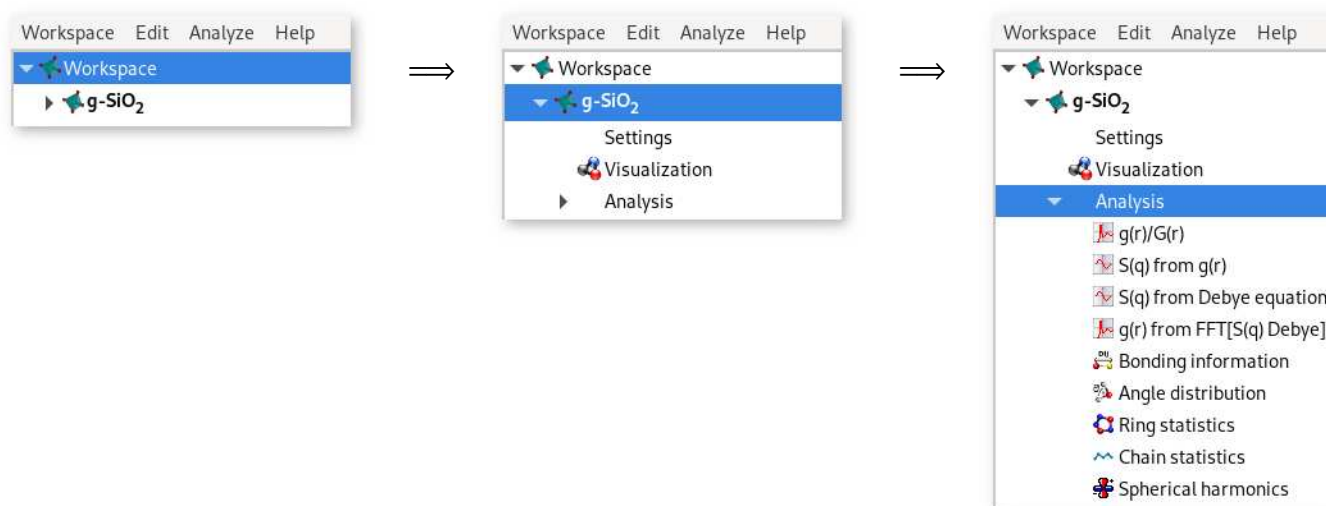 Workspace Edit Analyze Help
Workspace
g-SiO₂
Workspace Edit Analyze Help
Workspace
g-SiO₂
Settings
Visualization
Analysis
Workspace Edit Analyze Help
Workspace
g-SiO₂
Settings
Visualization
Analysis
g(r)/G(r)
S(q) from g(r)
S(q) from Debye equation
g(r) from FFT[S(q) Debye]
Bonding information
Angle distribution
Ring statistics
Chain statistics
Spherical harmonics